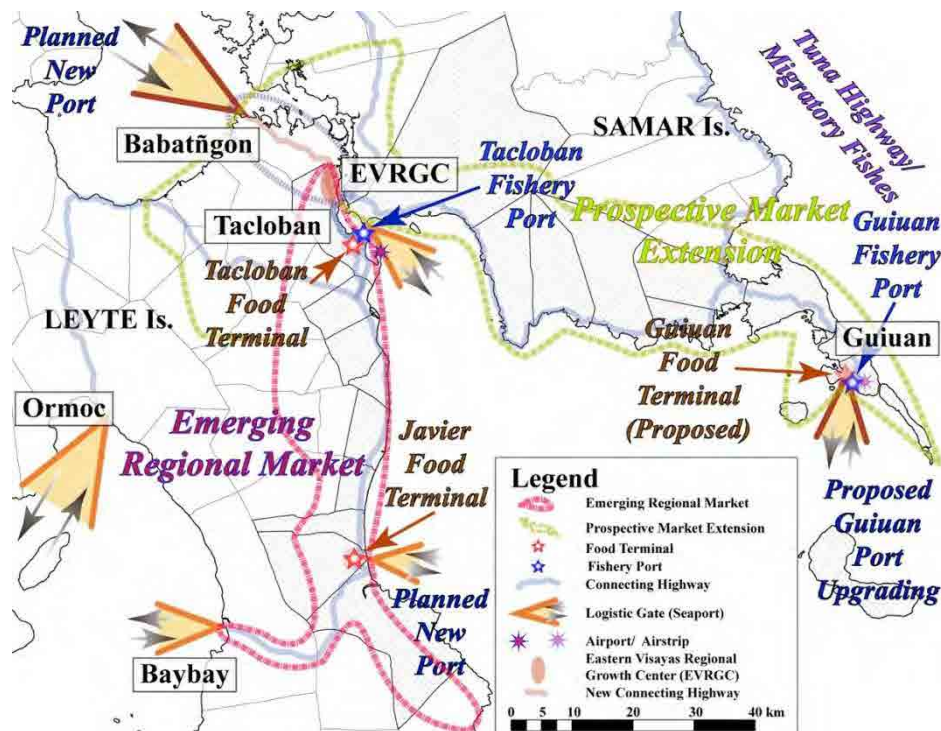 Planned
New
Port
Babatñgon
EVRGC
Tacloban
Fishery
Port
SAMAR Is.
Tuna Highway/
Migratory Fishes
Prospective Market
Extension
Guiuan
Fishery
Port
Tacloban
Tacloban
Food
Terminal
LEYTE Is.
Guiuan
Food
Terminal
(Proposed)
Guiuan
Ormoc
Emerging
Regional Market
Javier
Food
Terminal
Proposed
Guiuan
Port
Upgrading
Planned
New
Port
Baybay
Legend
Emerging Regional Market
Prospective Market Extension
Food Terminal
Fishery Port
Connecting Highway
Logistic Gate (Seaport)
Airport/ Airstrip
Eastern Visayas Regional
Growth Center (EVRGC)
New Connecting Highway
0 5 10 20 30 40 km